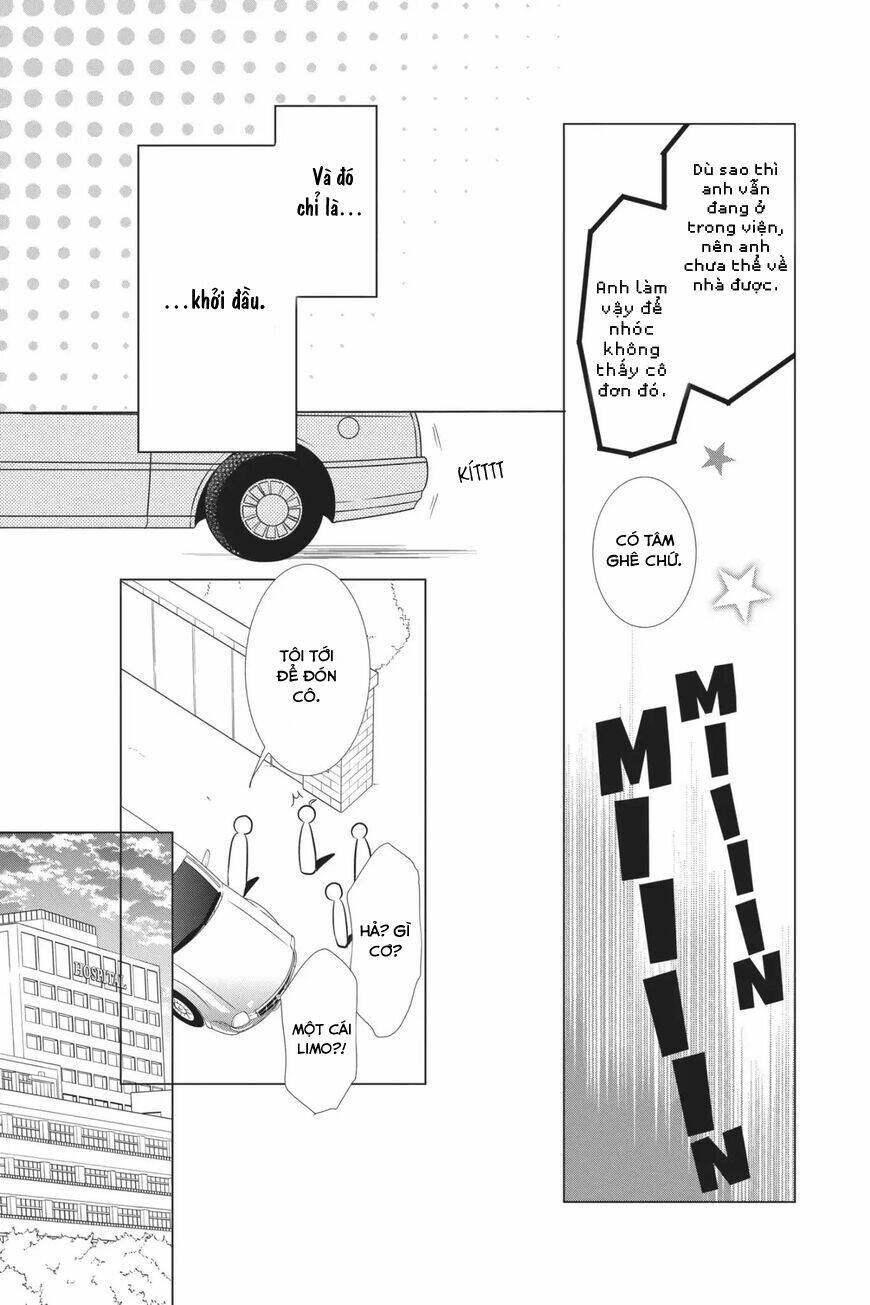 Dù sao thì
anh vẫn
đang ở
trong viện,
nên anh
chưa thể về
nhà được.
Anh làm
vậy để
nhóc
không
thấy cô
đơn đó.
CÓ TÂM
GHÊ CHỨ.
MIIIIN
MIIIIN
Và đó
chỉ là...
...khởi đầu.
KÍTTTT
TÔI TỚI
ĐỂ ĐÓN
CÔ.
HẢ? GÌ
CƠ?
MỘT CÁI
LIMO?!
HOSPITAL